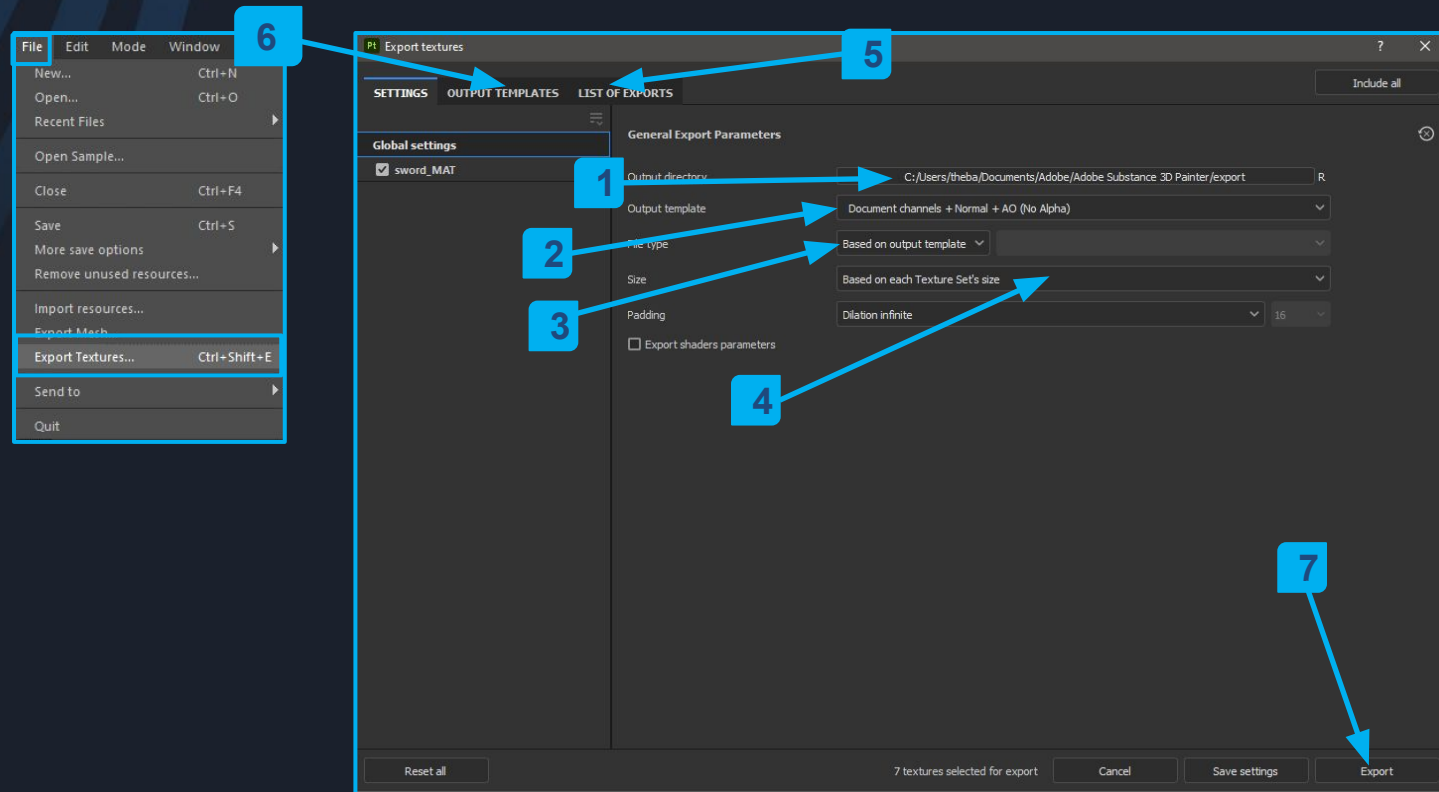 6
File Edit Mode Window
New... Ctrl+N
Open... Ctrl+O
Recent Files
Open Sample...
Close Ctrl+F4
Save Ctrl+S
More save options
Remove unused resources...
Import resources...
Export Mesh...
Export Textures... Ctrl+Shift+E
Send to
Quit
Pt Export textures
5
? X
SETTINGS OUTPUT TEMPLATES LIST OF EXPORTS
Include all
Global settings
sword_MAT
General Export Parameters
1
Output directory C:/Users/theba/Documents/Adobe/Adobe Substance 3D Painter/export R
Output template Document channels + Normal + AO (No Alpha)
2
File type Based on output template
Size Based on each Texture Set's size
3
Padding Dilation infinite 16
Export shaders parameters
4
7
Reset all 7 textures selected for export Cancel Save settings Export